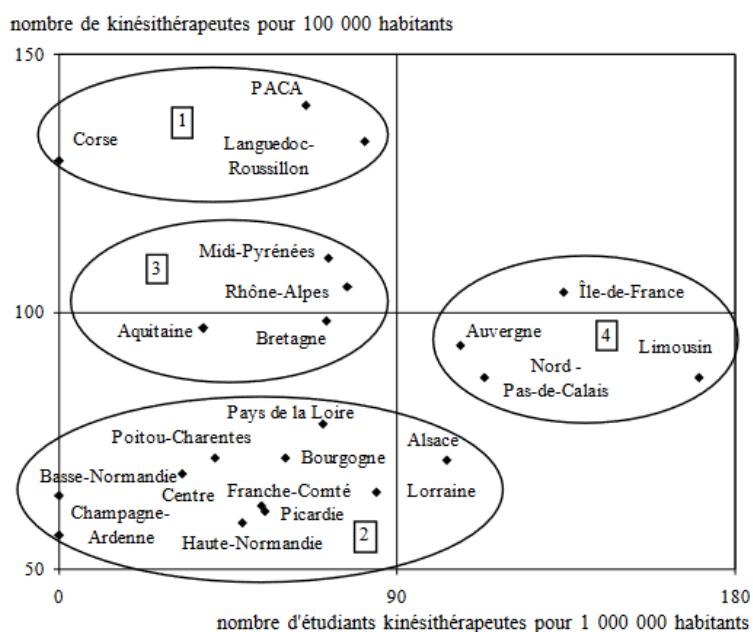 nombre de kinésithérapeutes pour 100 000 habitants
150
PACA
1
Corse
Languedoc-
Roussillon
Midi-Pyrénées
3
Rhône-Alpes
Île-de-France
100
Aquitaine
Bretagne
Auvergne
4
Limousin
Nord -
Pas-de-Calais
Pays de la Loire
Poitou-Charentes
Alsace
Bourgogne
Basse-Normandie
Centre
Franche-Comté
Lorraine
Champagne-
Ardenne
Picardie
Haute-Normandie
2
50
0
90
180
nombre d'étudiants kinésithérapeutes pour 1 000 000 habitants